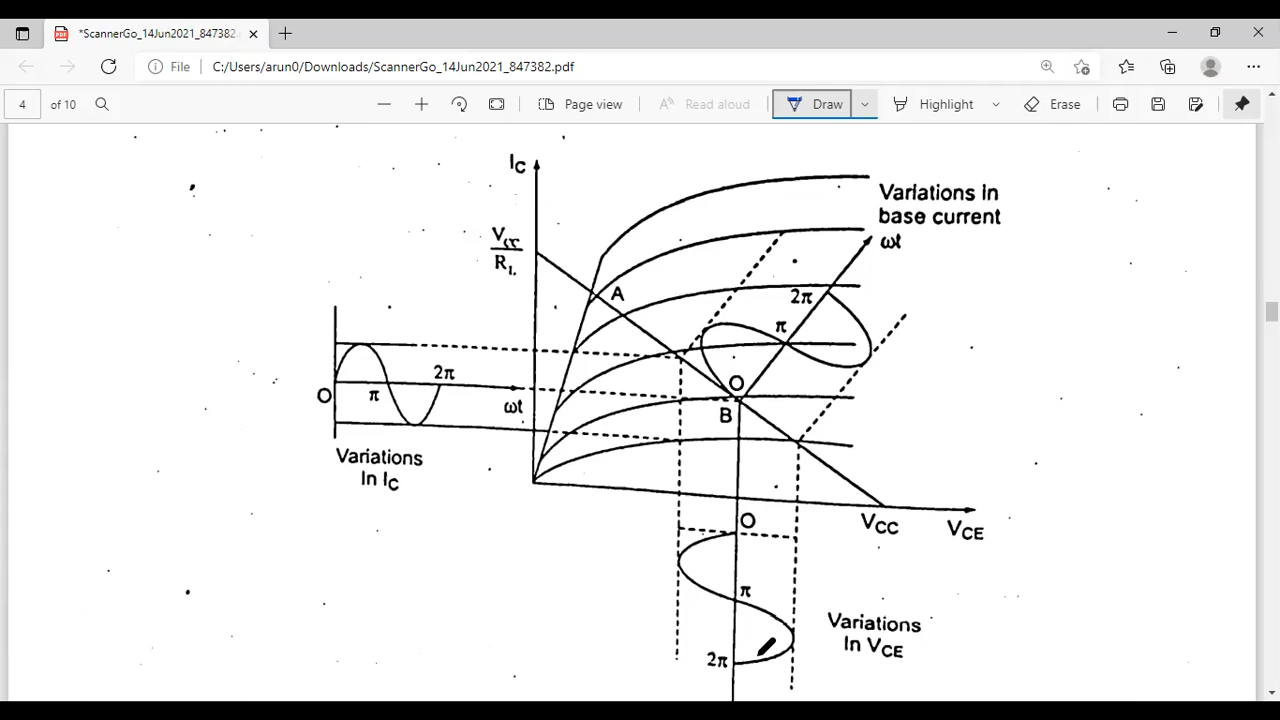 *ScannerGo_14Jun2021_847382.
File C:/Users/arun0/Downloads/ScannerGo_14Jun2021_847382.pdf
4 of 10 Page view Read aloud Draw Highlight Erase
IC
Variations in
base current
ωt
VCC
RL
A
2π
π
O
B
2π
O
π
ωt
Variations
In IC
O
VCC
VCE
π
Variations
In VCE
2π